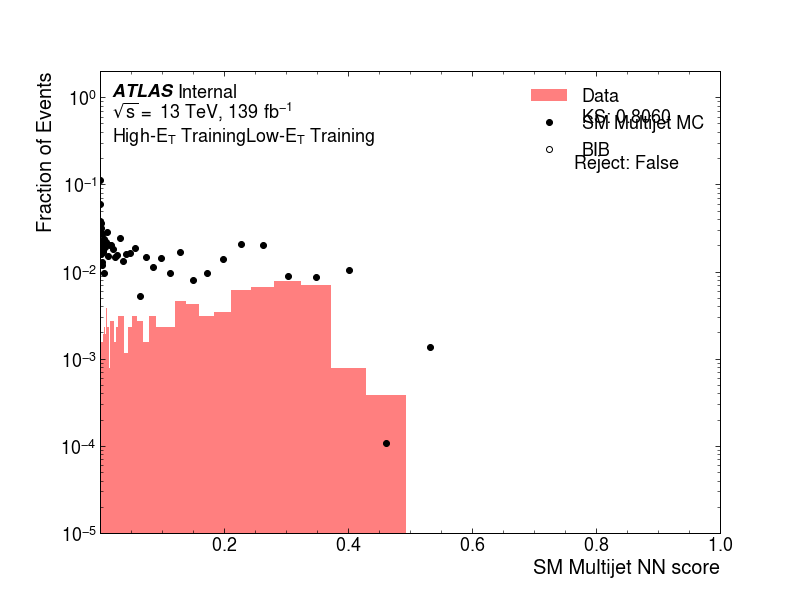 Fraction of Events
10⁰
10⁻¹
10⁻²
10⁻³
10⁻⁴
10⁻⁵
ATLAS Internal
√s = 13 TeV, 139 fb⁻¹
High-E_T TrainingLow-E_T Training
Data
KS: 0.8060
SM Multijet MC
BIB
Reject: False
0.2 0.4 0.6 0.8 1.0
SM Multijet NN score